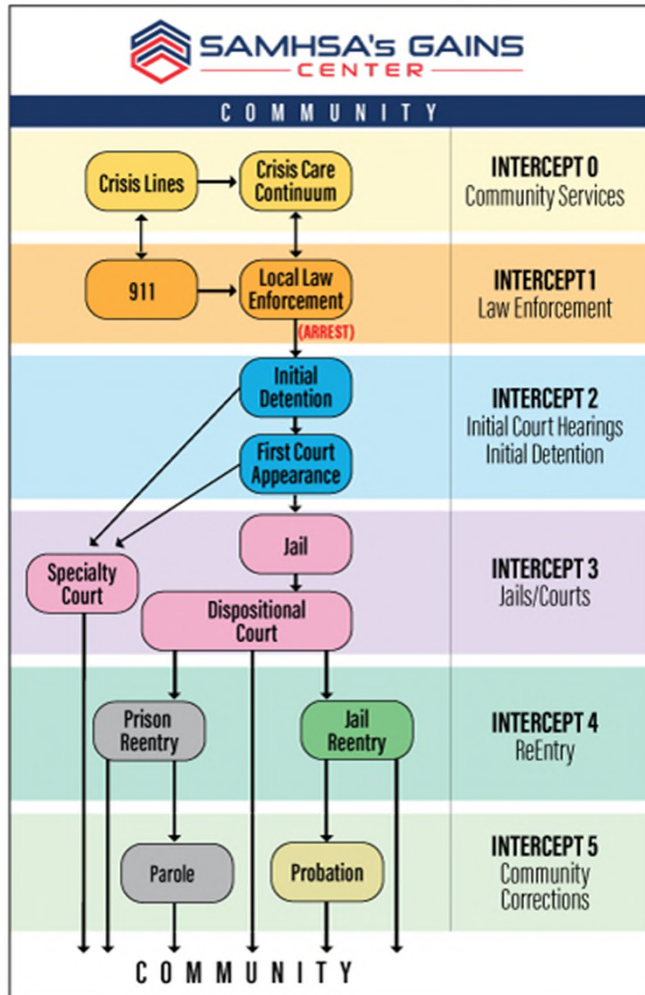 SAMHSA's GAINS
CENTER
COMMUNITY
Crisis Lines
Crisis Care
Continuum
INTERCEPT 0
Community Services
911
Local Law
Enforcement
(ARREST)
INTERCEPT 1
Law Enforcement
Initial
Detention
First Court
Appearance
INTERCEPT 2
Initial Court Hearings
Initial Detention
Jail
Specialty
Court
Dispositional
Court
INTERCEPT 3
Jails/Courts
Prison
Reentry
Jail
Reentry
INTERCEPT 4
ReEntry
Parole
Probation
INTERCEPT 5
Community
Corrections
COMMUNITY